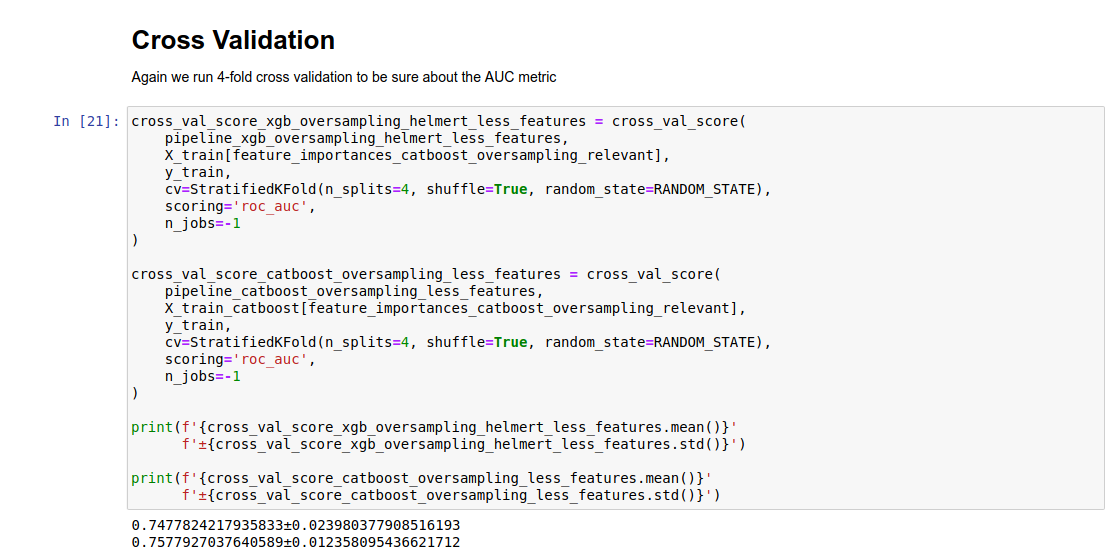 Cross Validation
Again we run 4-fold cross validation to be sure about the AUC metric
In [21]:
cross_val_score_xgb_oversampling_helmert_less_features = cross_val_score(
    pipeline_xgb_oversampling_helmert_less_features,
    X_train[feature_importances_catboost_oversampling_relevant],
    y_train,
    cv=StratifiedKFold(n_splits=4, shuffle=True, random_state=RANDOM_STATE),
    scoring='roc_auc',
    n_jobs=-1
)

cross_val_score_catboost_oversampling_less_features = cross_val_score(
    pipeline_catboost_oversampling_less_features,
    X_train_catboost[feature_importances_catboost_oversampling_relevant],
    y_train,
    cv=StratifiedKFold(n_splits=4, shuffle=True, random_state=RANDOM_STATE),
    scoring='roc_auc',
    n_jobs=-1
)

print(f'{cross_val_score_xgb_oversampling_helmert_less_features.mean()}'
      f'±{cross_val_score_xgb_oversampling_helmert_less_features.std()}')

print(f'{cross_val_score_catboost_oversampling_less_features.mean()}'
      f'±{cross_val_score_catboost_oversampling_less_features.std()}')
0.7477824217935833±0.023980377908516193
0.7577927037640589±0.012358095436621712